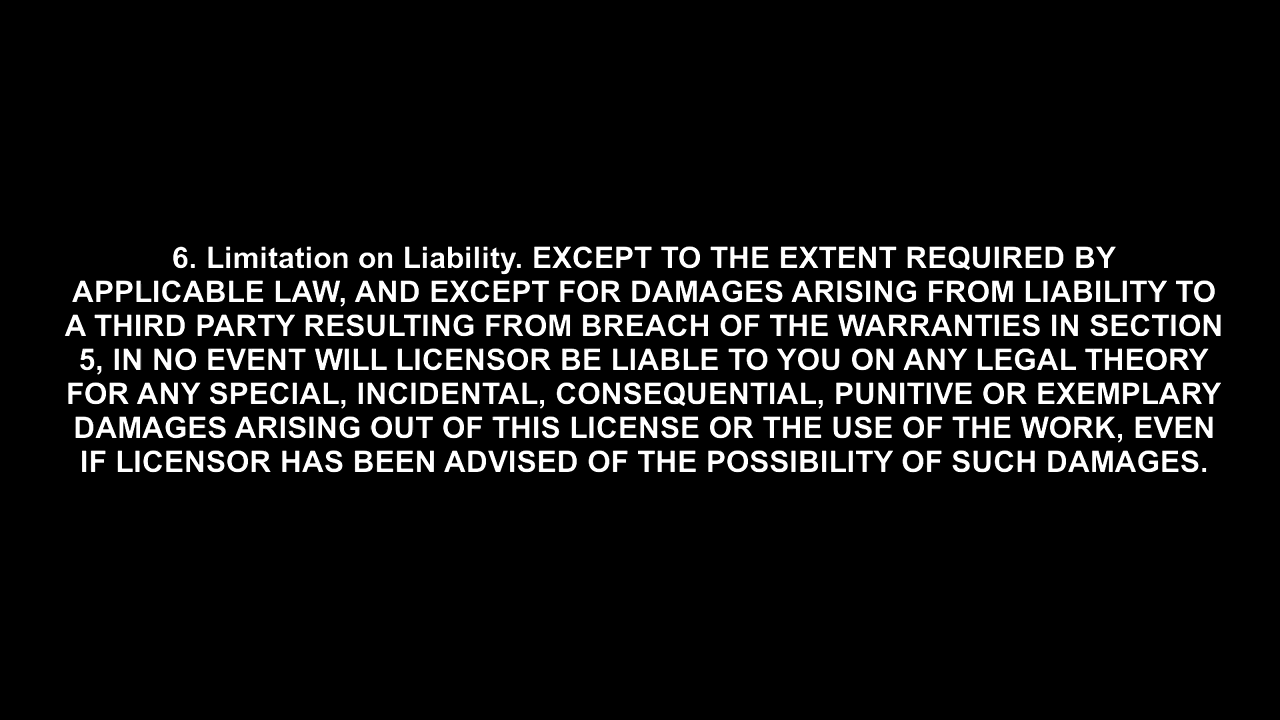 6. Limitation on Liability. EXCEPT TO THE EXTENT REQUIRED BY
APPLICABLE LAW, AND EXCEPT FOR DAMAGES ARISING FROM LIABILITY TO
A THIRD PARTY RESULTING FROM BREACH OF THE WARRANTIES IN SECTION
5, IN NO EVENT WILL LICENSOR BE LIABLE TO YOU ON ANY LEGAL THEORY
FOR ANY SPECIAL, INCIDENTAL, CONSEQUENTIAL, PUNITIVE OR EXEMPLARY
DAMAGES ARISING OUT OF THIS LICENSE OR THE USE OF THE WORK, EVEN
IF LICENSOR HAS BEEN ADVISED OF THE POSSIBILITY OF SUCH DAMAGES.